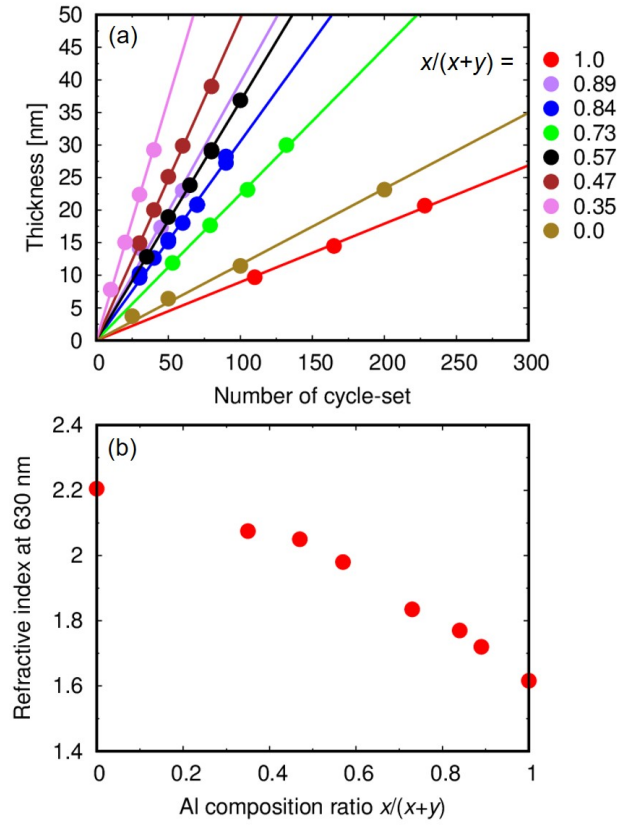 (a)
x/(x+y) =
1.0
0.89
0.84
0.73
0.57
0.47
0.35
0.0
Thickness [nm]
50
45
40
35
30
25
20
15
10
5
0
0 50 100 150 200 250 300
Number of cycle-set
(b)
Refractive index at 630 nm
2.4
2.2
2
1.8
1.6
1.4
0 0.2 0.4 0.6 0.8 1
Al composition ratio x/(x+y)